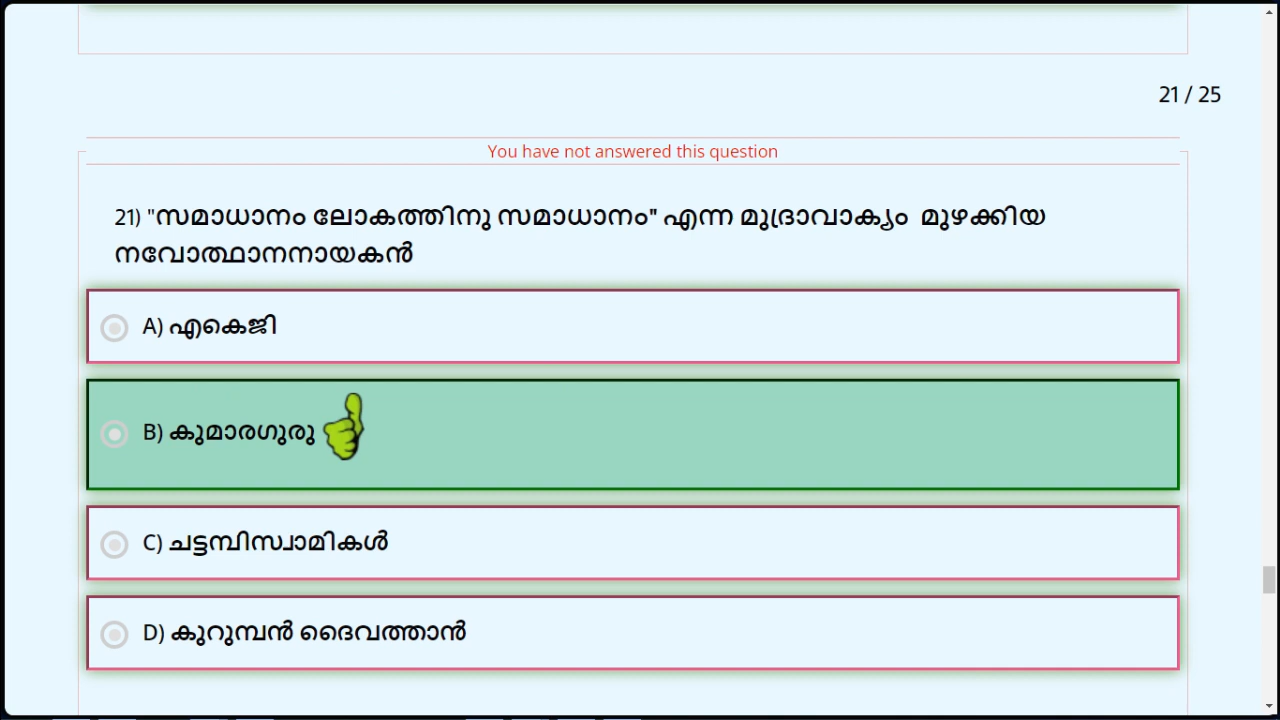 21 / 25
You have not answered this question
21) "സമാധാനം ലോകത്തിനു സമാധാനം" എന്ന മുദ്രാവാക്യം മുഴക്കിയ
നവോത്ഥാനനായകൻ
A) എകെജി
B) കുമാരഗുരു
C) ചട്ടമ്പിസ്വാമികൾ
D) കുറുമ്പൻ ദൈവത്താൻ